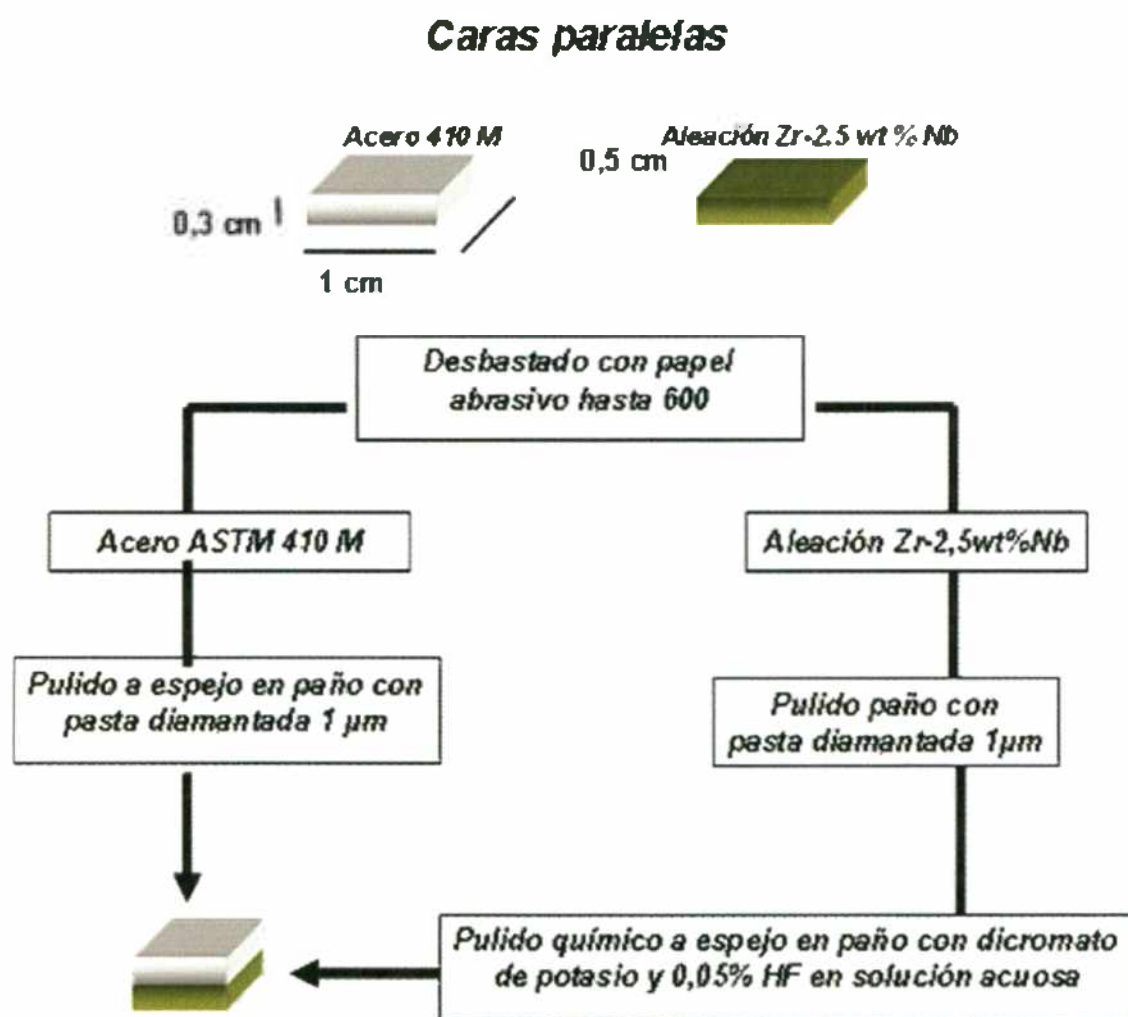 Caras paralelas
Acero 410 M
Aleación Zr-2.5 wt % Nb
0,5 cm
0,3 cm
1 cm
Desbastado con papel
abrasivo hasta 600
Acero ASTM 410 M
Aleación Zr-2,5wt%Nb
Pulido a espejo en paño con
pasta diamantada 1 µm
Pulido paño con
pasta diamantada 1µm
Pulido químico a espejo en paño con dicromato
de potasio y 0,05% HF en solución acuosa